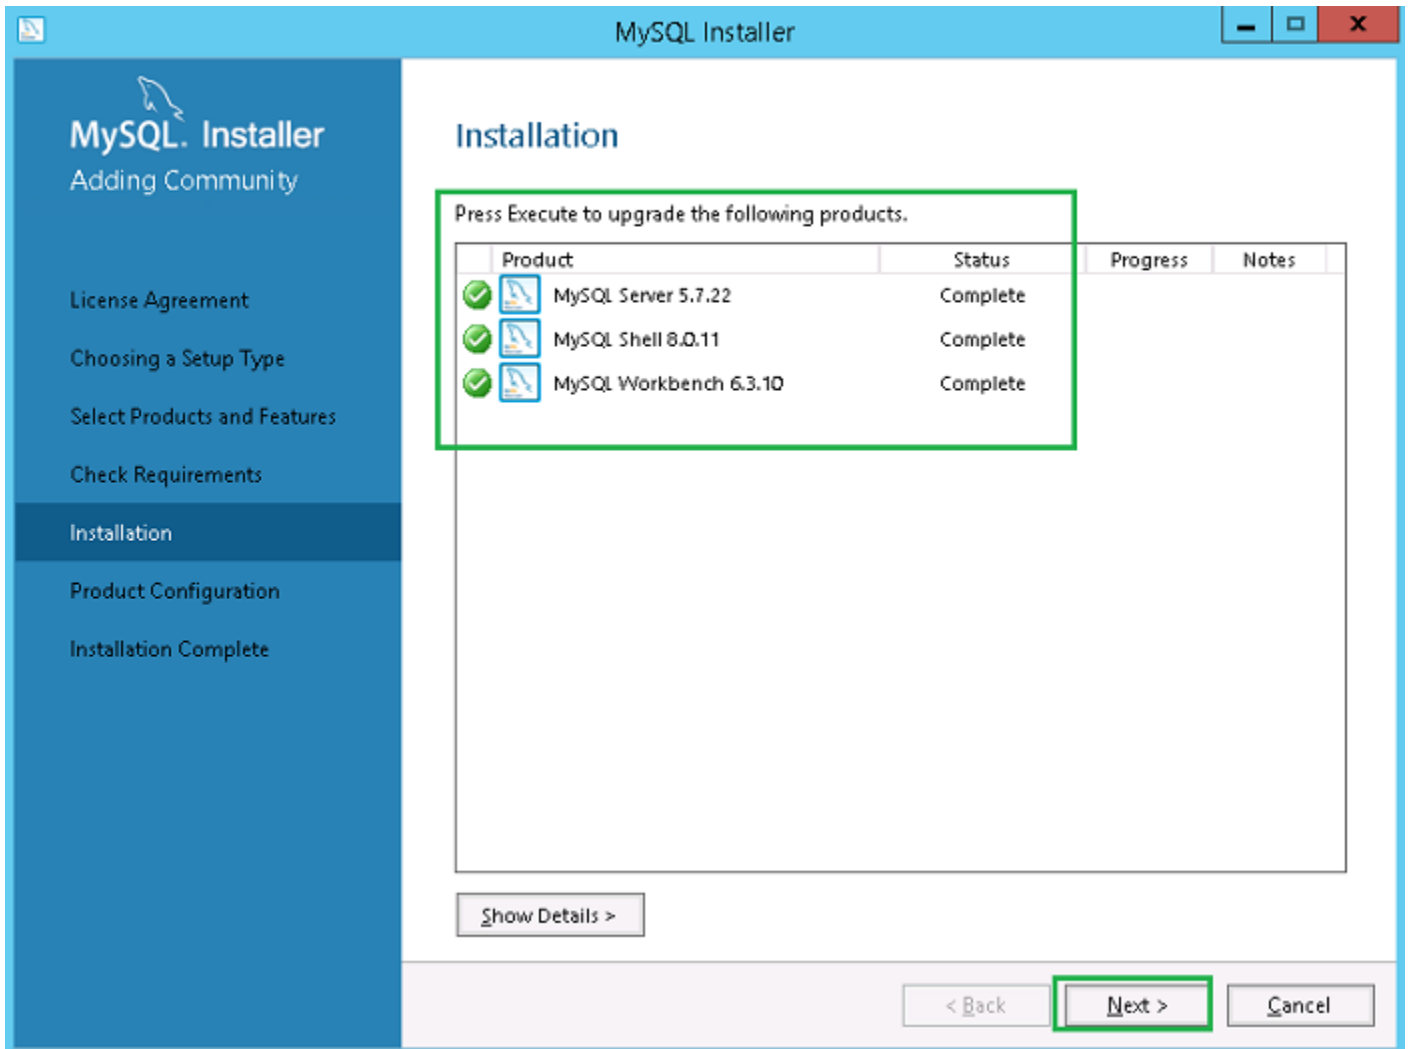 MySQL Installer
MySQL. Installer
Adding Community
License Agreement
Choosing a Setup Type
Select Products and Features
Check Requirements
Installation
Product Configuration
Installation Complete
Installation
Press Execute to upgrade the following products.
Product Status Progress Notes
MySQL Server 5.7.22 Complete
MySQL Shell 8.0.11 Complete
MySQL Workbench 6.3.10 Complete
Show Details >
< Back Next > Cancel